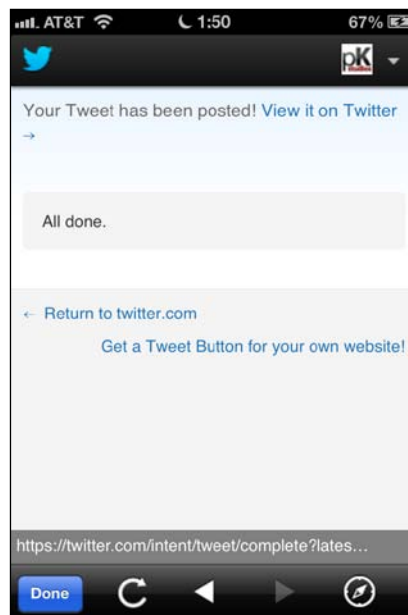 AT&T 1:50 67%
pK
Your Tweet has been posted! View it on Twitter
→
All done.
← Return to twitter.com
Get a Tweet Button for your own website!
https://twitter.com/intent/tweet/complete?lates…
Done